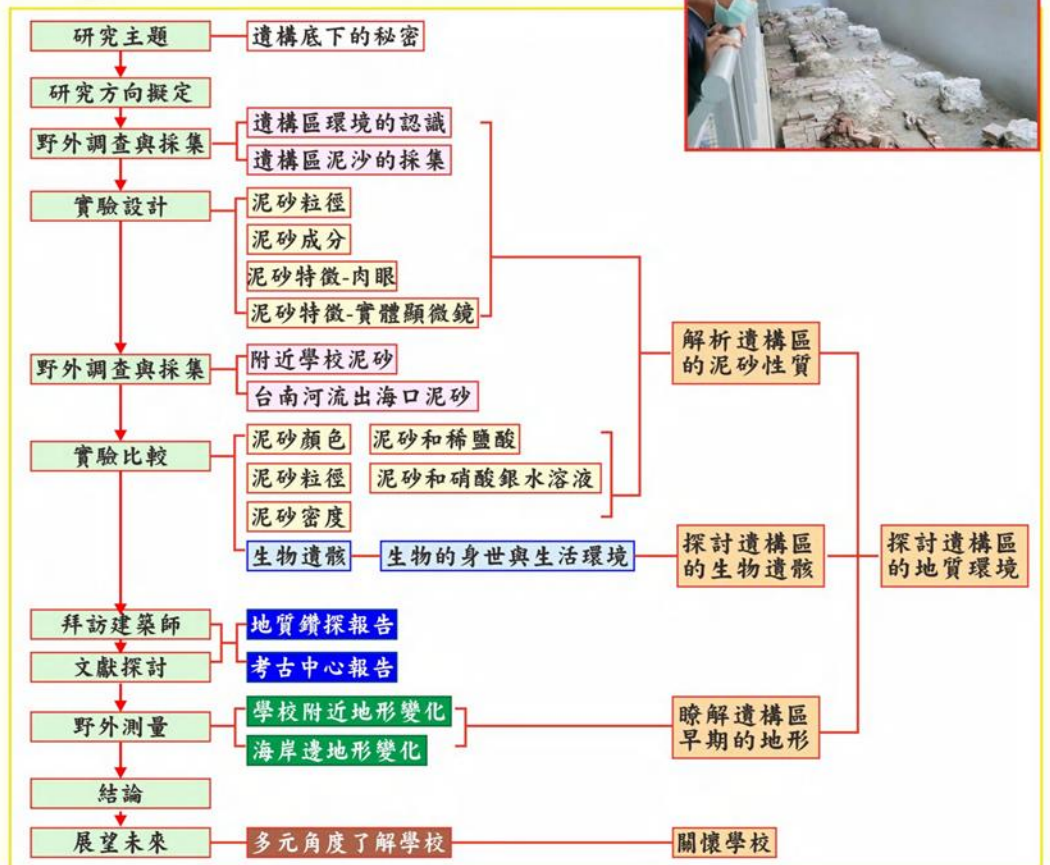 研究主題
遺構底下的秘密
研究方向擬定
野外調查與採集
遺構區環境的認識
遺構區泥沙的採集
實驗設計
泥砂粒徑
泥砂成分
泥砂特徵-肉眼
泥砂特徵-實體顯微鏡
解析遺構區
的泥砂性質
野外調查與採集
附近學校泥砂
台南河流出海口泥砂
實驗比較
泥砂顏色
泥砂和稀鹽酸
泥砂粒徑
泥砂和硝酸銀水溶液
泥砂密度
生物遺骸
生物的身世與生活環境
探討遺構區
的生物遺骸
探討遺構區
的地質環境
拜訪建築師
地質鑽探報告
文獻探討
考古中心報告
野外測量
學校附近地形變化
海岸邊地形變化
瞭解遺構區
早期的地形
結論
展望未來
多元角度了解學校
關懷學校